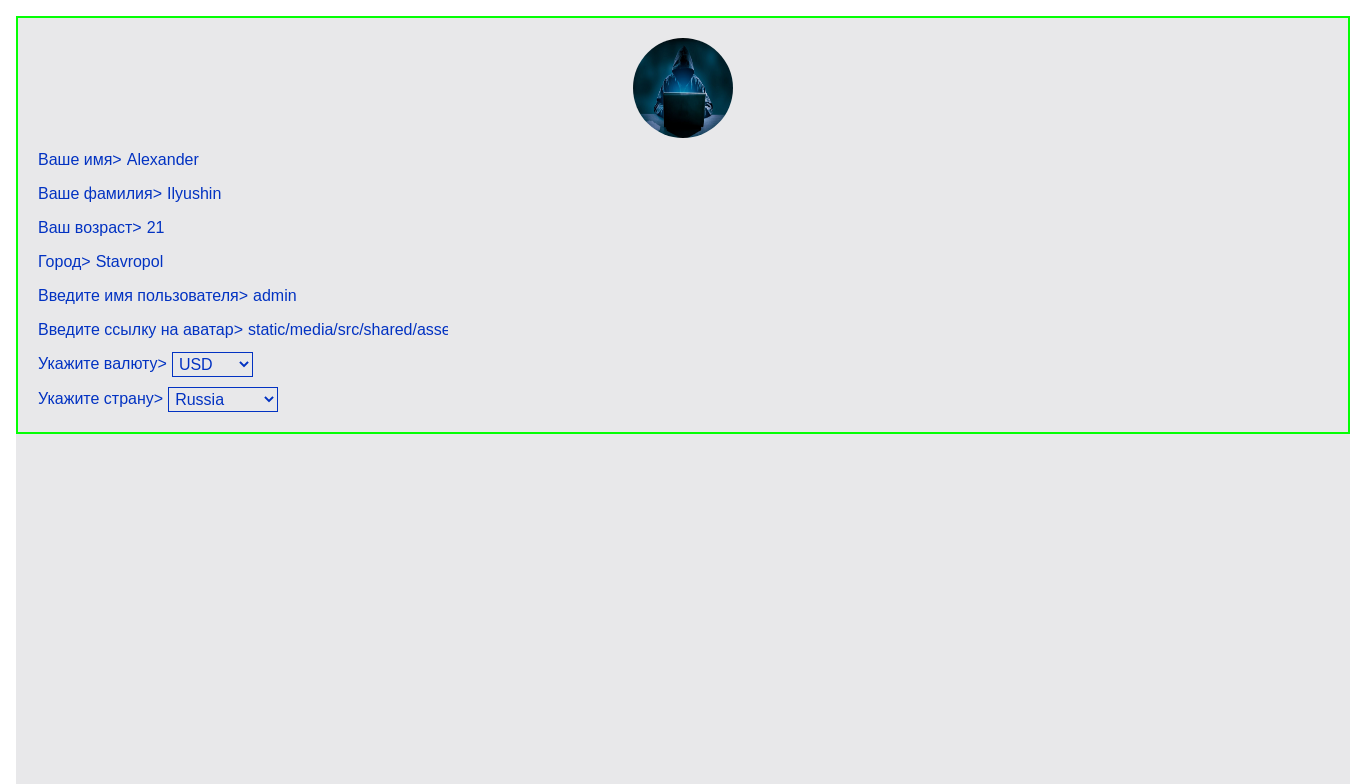 Ваше имя> Alexander
Ваше фамилия> Ilyushin
Ваш возраст> 21
Город> Stavropol
Введите имя пользователя> admin
Введите ссылку на аватар> static/media/src/shared/asse
Укажите валюту> USD
Укажите страну> Russia